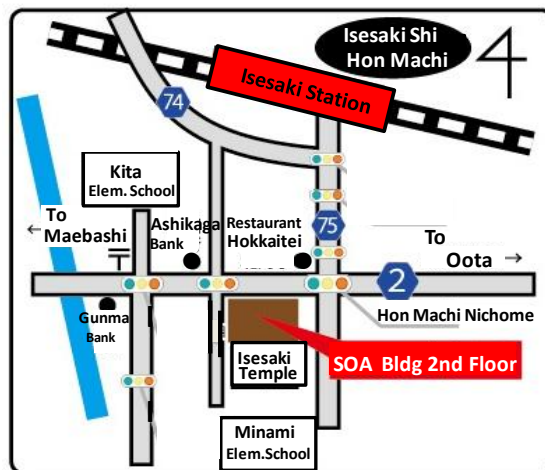 Isesaki Shi
Hon Machi
Isesaki Station
74
Kita
Elem. School
Ashikaga
Bank
Restaurant
Hokkaitei
75
To
Maebashi
←
To
Oota →
2
〒
Gunma
Bank
Hon Machi Nichome
Isesaki
Temple
SOA Bldg 2nd Floor
Minami
Elem.School